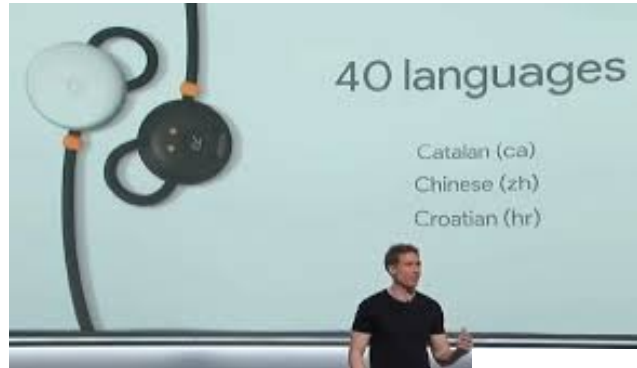 40 languages
Catalan (ca)
Chinese (zh)
Croatian (hr)
R